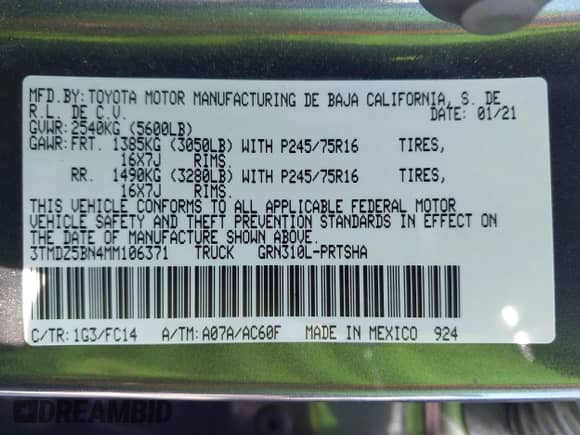 MFD.BY:TOYOTA MOTOR MANUFACTURING DE BAJA CALIFORNIA, S. DE
R.L. DE C.V. DATE: 01/21
GVWR:2540KG (5600LB)
GAWR:FRT. 1385KG (3050LB) WITH P245/75R16 TIRES,
16X7J RIMS.
RR. 1490KG (3280LB) WITH P245/75R16 TIRES,
16X7J RIMS.
THIS VEHICLE CONFORMS TO ALL APPLICABLE FEDERAL MOTOR
VEHICLE SAFETY AND THEFT PREVENTION STANDARDS IN EFFECT ON
THE DATE OF MANUFACTURE SHOWN ABOVE.
3TMDZ5BN4MM106371 TRUCK GRN310L-PRTSHA
C/TR:1G3/FC14 A/TM:A07A/AC60F MADE IN MEXICO 924
DREAMBID